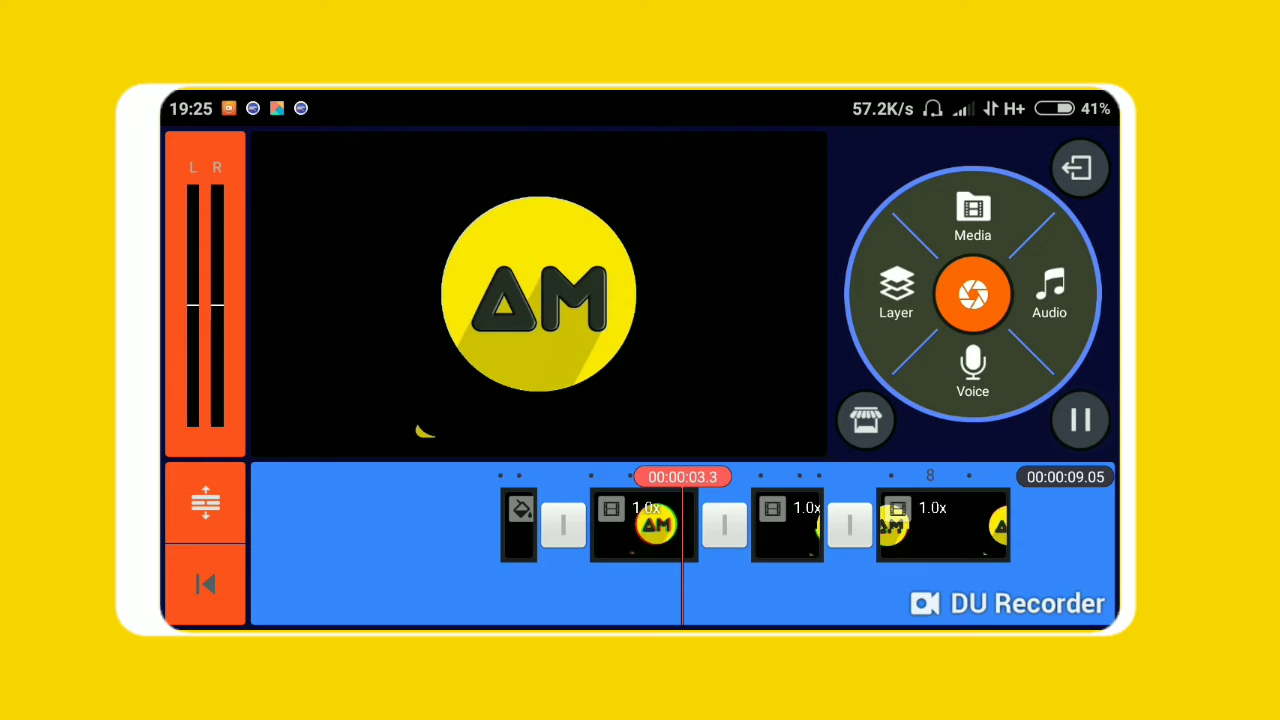 19:25 57.2K/s H+ 41%
L R
AM
Media
Layer
Audio
Voice
00:00:03.3
8
00:00:09.05
1.0x
AM
1.0x
1.0x
DU Recorder